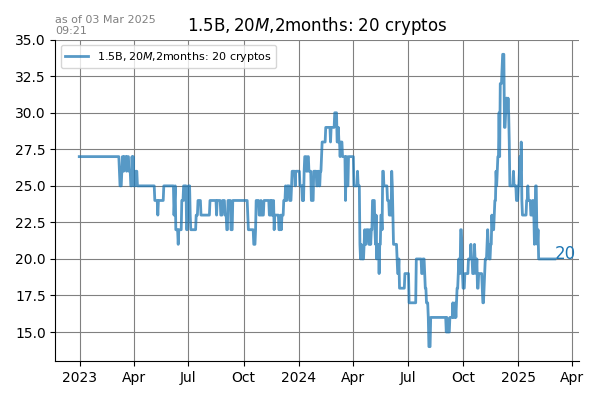 as of 03 Mar 2025
09:21
1.5B, 20M,2months: 20 cryptos
1.5B, 20M,2months: 20 cryptos
35.0
32.5
30.0
27.5
25.0
22.5
20.0
17.5
15.0
20
2023
Apr
Jul
Oct
2024
Apr
Jul
Oct
2025
Apr